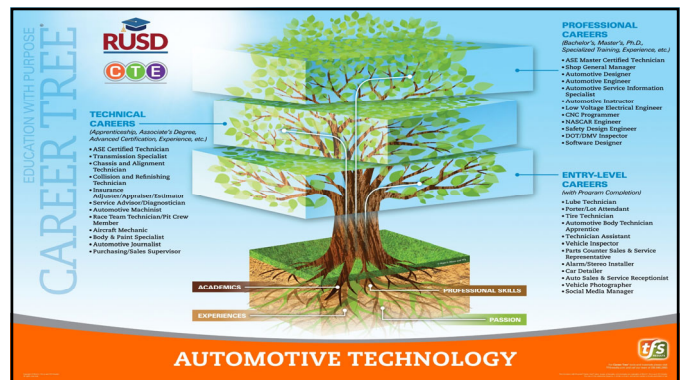 EDUCATION WITH PURPOSE
CAREER TREE
RUSD
CTE
TECHNICAL
CAREERS
(Apprenticeship, Associate's Degree,
Advanced Certification, Experience, etc.)
• ASE Certified Technician
• Transmission Specialist
• Chassis and Alignment
Technician
• Collision and Refinishing
Technician
• Insurance
Adjuster/Appraiser/Estimator
• Service Advisor/Diagnostician
• Automotive Machinist
• Race Team Technician/Pit Crew
Member
• Aircraft Mechanic
• Body & Paint Specialist
• Automotive Journalist
• Purchasing/Sales Supervisor
PROFESSIONAL
CAREERS
(Bachelor's, Master's, Ph.D.,
Specialized Training, Experience, etc.)
• ASE Master Certified Technician
• Shop General Manager
• Automotive Designer
• Automotive Engineer
• Automotive Service Information
Specialist
• Automotive Instructor
• Low Voltage Electrical Engineer
• CNC Programmer
• NASCAR Engineer
• Safety Design Engineer
• DOT/DMV Inspector
• Software Designer
ENTRY-LEVEL
CAREERS
(with Program Completion)
• Lube Technician
• Porter/Lot Attendant
• Tire Technician
• Automotive Body Technician
Apprentice
• Technician Assistant
• Vehicle Inspector
• Parts Counter Sales & Service
Representative
• Alarm/Stereo Installer
• Car Detailer
• Auto Sales & Service Receptionist
• Vehicle Photographer
• Social Media Manager
ACADEMICS
PROFESSIONAL SKILLS
EXPERIENCES
PASSION
AUTOMOTIVE TECHNOLOGY
tfs